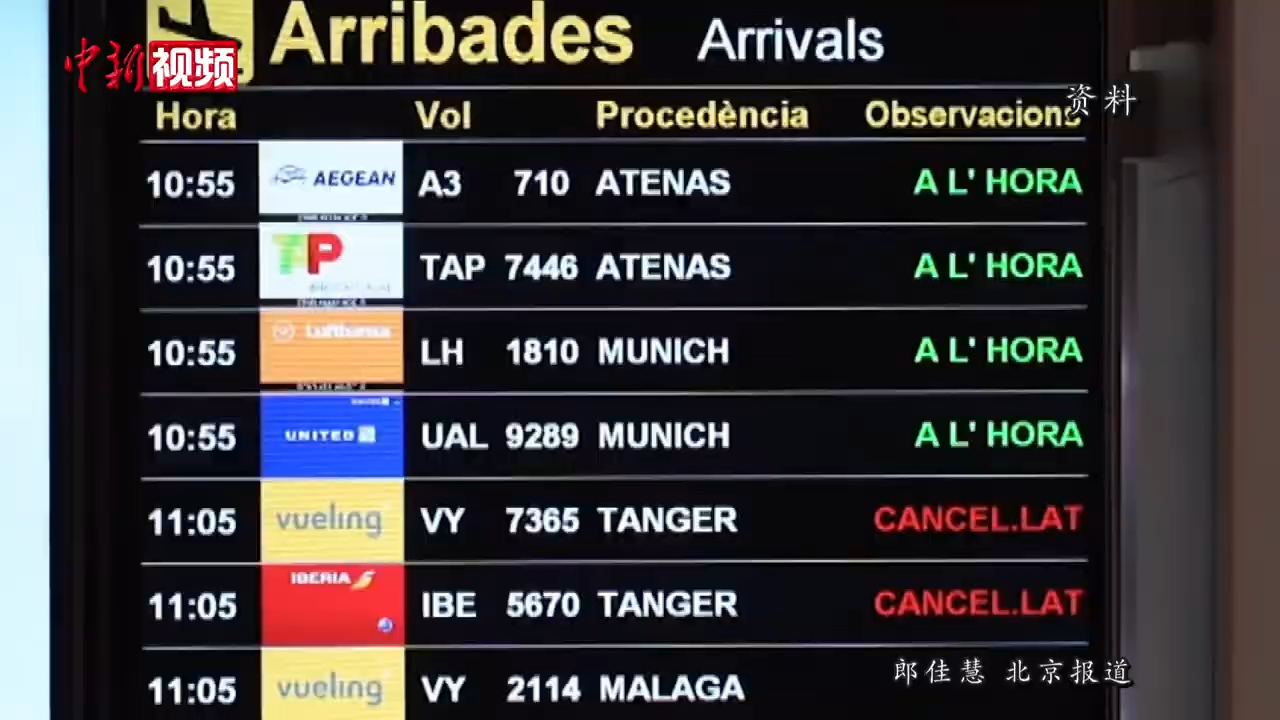 Arribades Arrivals
中新视频
资料
Hora Vol Procedència Observacions
10:55 AEGEAN A3 710 ATENAS A L' HORA
10:55 TAP TAP 7446 ATENAS A L' HORA
10:55 Lufthansa LH 1810 MUNICH A L' HORA
10:55 UNITED UAL 9289 MUNICH A L' HORA
11:05 vueling VY 7365 TANGER CANCEL.LAT
11:05 IBERIA IBE 5670 TANGER CANCEL.LAT
郎佳慧 北京报道
11:05 vueling VY 2114 MALAGA